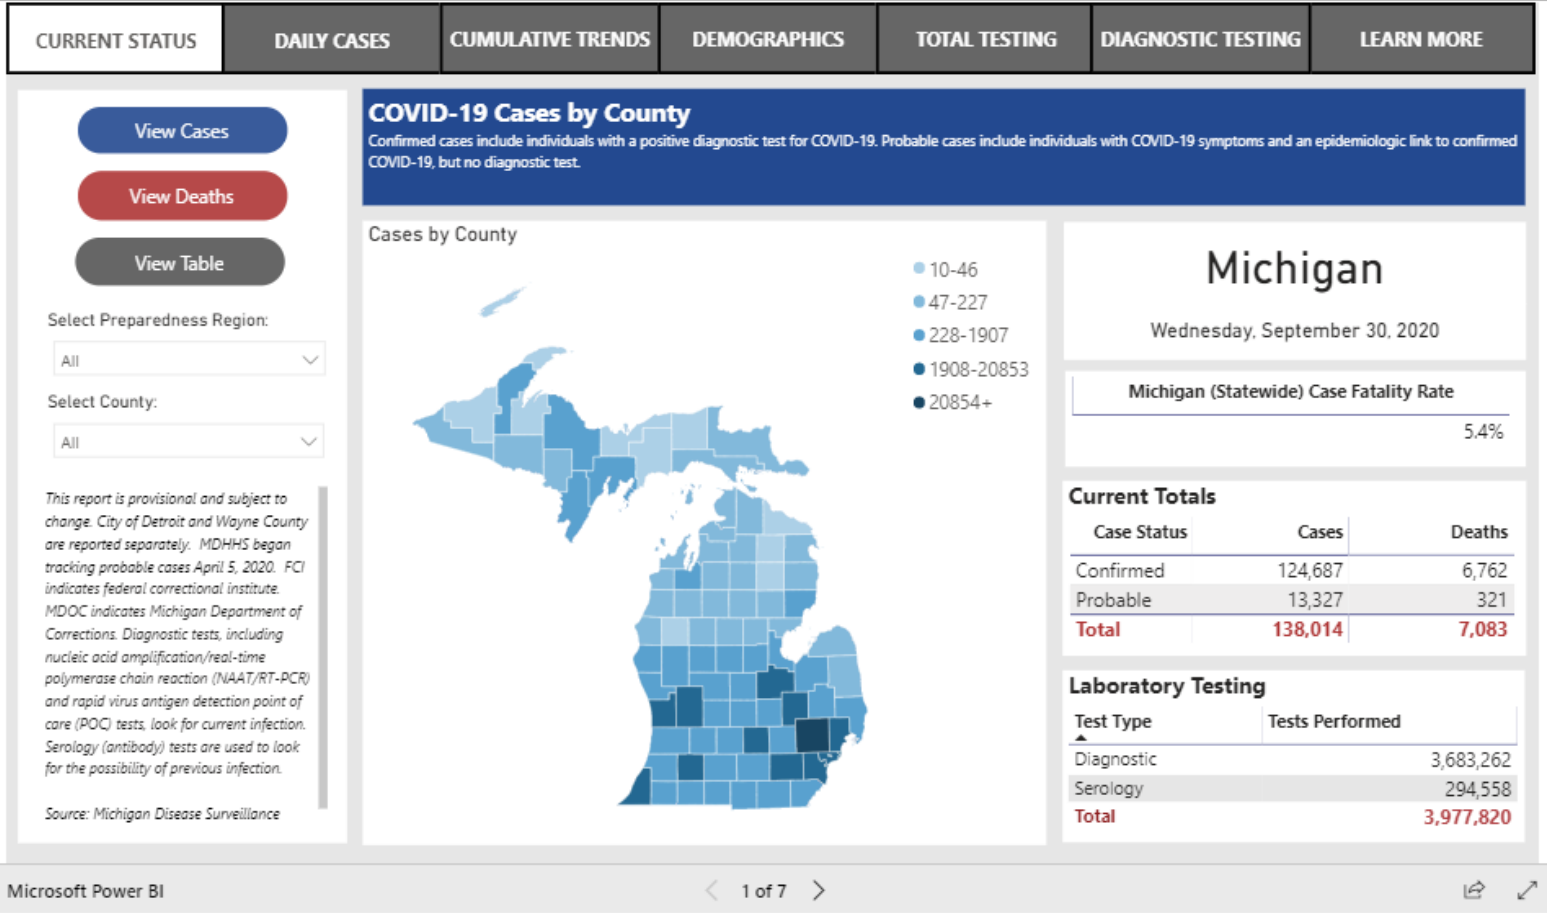 CURRENT STATUS
DAILY CASES
CUMULATIVE TRENDS
DEMOGRAPHICS
TOTAL TESTING
DIAGNOSTIC TESTING
LEARN MORE
View Cases
View Deaths
View Table
Select Preparedness Region:
All
Select County:
All
This report is provisional and subject to
change. City of Detroit and Wayne County
are reported separately. MDHHS began
tracking probable cases April 5, 2020. FCI
indicates federal correctional institute.
MDOC indicates Michigan Department of
Corrections. Diagnostic tests, including
nucleic acid amplification/real-time
polymerase chain reaction (NAAT/RT-PCR)
and rapid virus antigen detection point of
care (POC) tests, look for current infection.
Serology (antibody) tests are used to look
for the possibility of previous infection.
Source: Michigan Disease Surveillance
COVID-19 Cases by County
Confirmed cases include individuals with a positive diagnostic test for COVID-19. Probable cases include individuals with COVID-19 symptoms and an epidemiologic link to confirmed
COVID-19, but no diagnostic test.
Cases by County
10-46
47-227
228-1907
1908-20853
20854+
Michigan
Wednesday, September 30, 2020
Michigan (Statewide) Case Fatality Rate
5.4%
Current Totals
Case Status Cases Deaths
Confirmed 124,687 6,762
Probable 13,327 321
Total 138,014 7,083
Laboratory Testing
Test Type Tests Performed
Diagnostic 3,683,262
Serology 294,558
Total 3,977,820
Microsoft Power BI
1 of 7